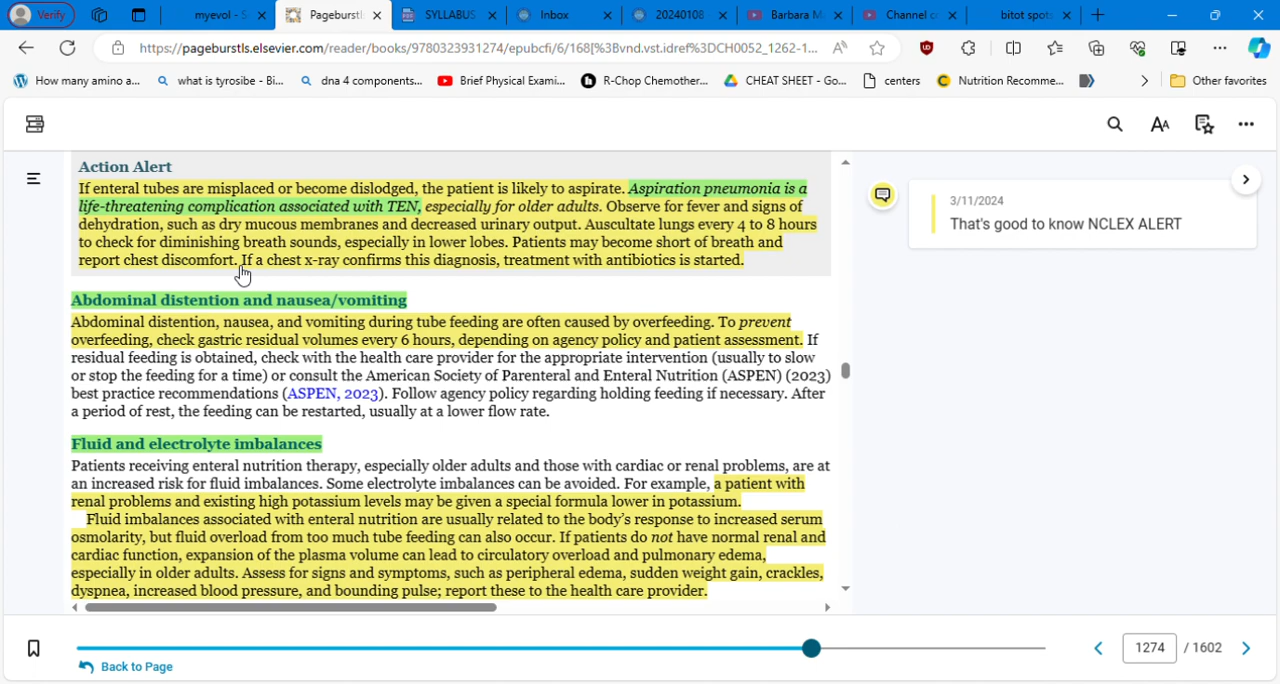 Verify
myevol - S
Pageburstl
SYLLABUS
Inbox
20240108
Barbara M
Channel c
bitot spots
https://pageburstls.elsevier.com/reader/books/9780323931274/epubcfi/6/168[%3Bvnd.vst.idref%3DCH0052_1262-1...
How many amino a...
what is tyrosibe - Bi...
dna 4 components...
Brief Physical Exami...
R-Chop Chemother...
CHEAT SHEET - Go...
centers
Nutrition Recomme...
Other favorites
Action Alert
If enteral tubes are misplaced or become dislodged, the patient is likely to aspirate. Aspiration pneumonia is a
life-threatening complication associated with TEN, especially for older adults. Observe for fever and signs of
dehydration, such as dry mucous membranes and decreased urinary output. Auscultate lungs every 4 to 8 hours
to check for diminishing breath sounds, especially in lower lobes. Patients may become short of breath and
report chest discomfort. If a chest x-ray confirms this diagnosis, treatment with antibiotics is started.
Abdominal distention and nausea/vomiting
Abdominal distention, nausea, and vomiting during tube feeding are often caused by overfeeding. To prevent
overfeeding, check gastric residual volumes every 6 hours, depending on agency policy and patient assessment. If
residual feeding is obtained, check with the health care provider for the appropriate intervention (usually to slow
or stop the feeding for a time) or consult the American Society of Parenteral and Enteral Nutrition (ASPEN) (2023)
best practice recommendations (ASPEN, 2023). Follow agency policy regarding holding feeding if necessary. After
a period of rest, the feeding can be restarted, usually at a lower flow rate.
Fluid and electrolyte imbalances
Patients receiving enteral nutrition therapy, especially older adults and those with cardiac or renal problems, are at
an increased risk for fluid imbalances. Some electrolyte imbalances can be avoided. For example, a patient with
renal problems and existing high potassium levels may be given a special formula lower in potassium.
Fluid imbalances associated with enteral nutrition are usually related to the body's response to increased serum
osmolarity, but fluid overload from too much tube feeding can also occur. If patients do not have normal renal and
cardiac function, expansion of the plasma volume can lead to circulatory overload and pulmonary edema,
especially in older adults. Assess for signs and symptoms, such as peripheral edema, sudden weight gain, crackles,
dyspnea, increased blood pressure, and bounding pulse; report these to the health care provider.
3/11/2024
That's good to know NCLEX ALERT
Back to Page
1274 / 1602